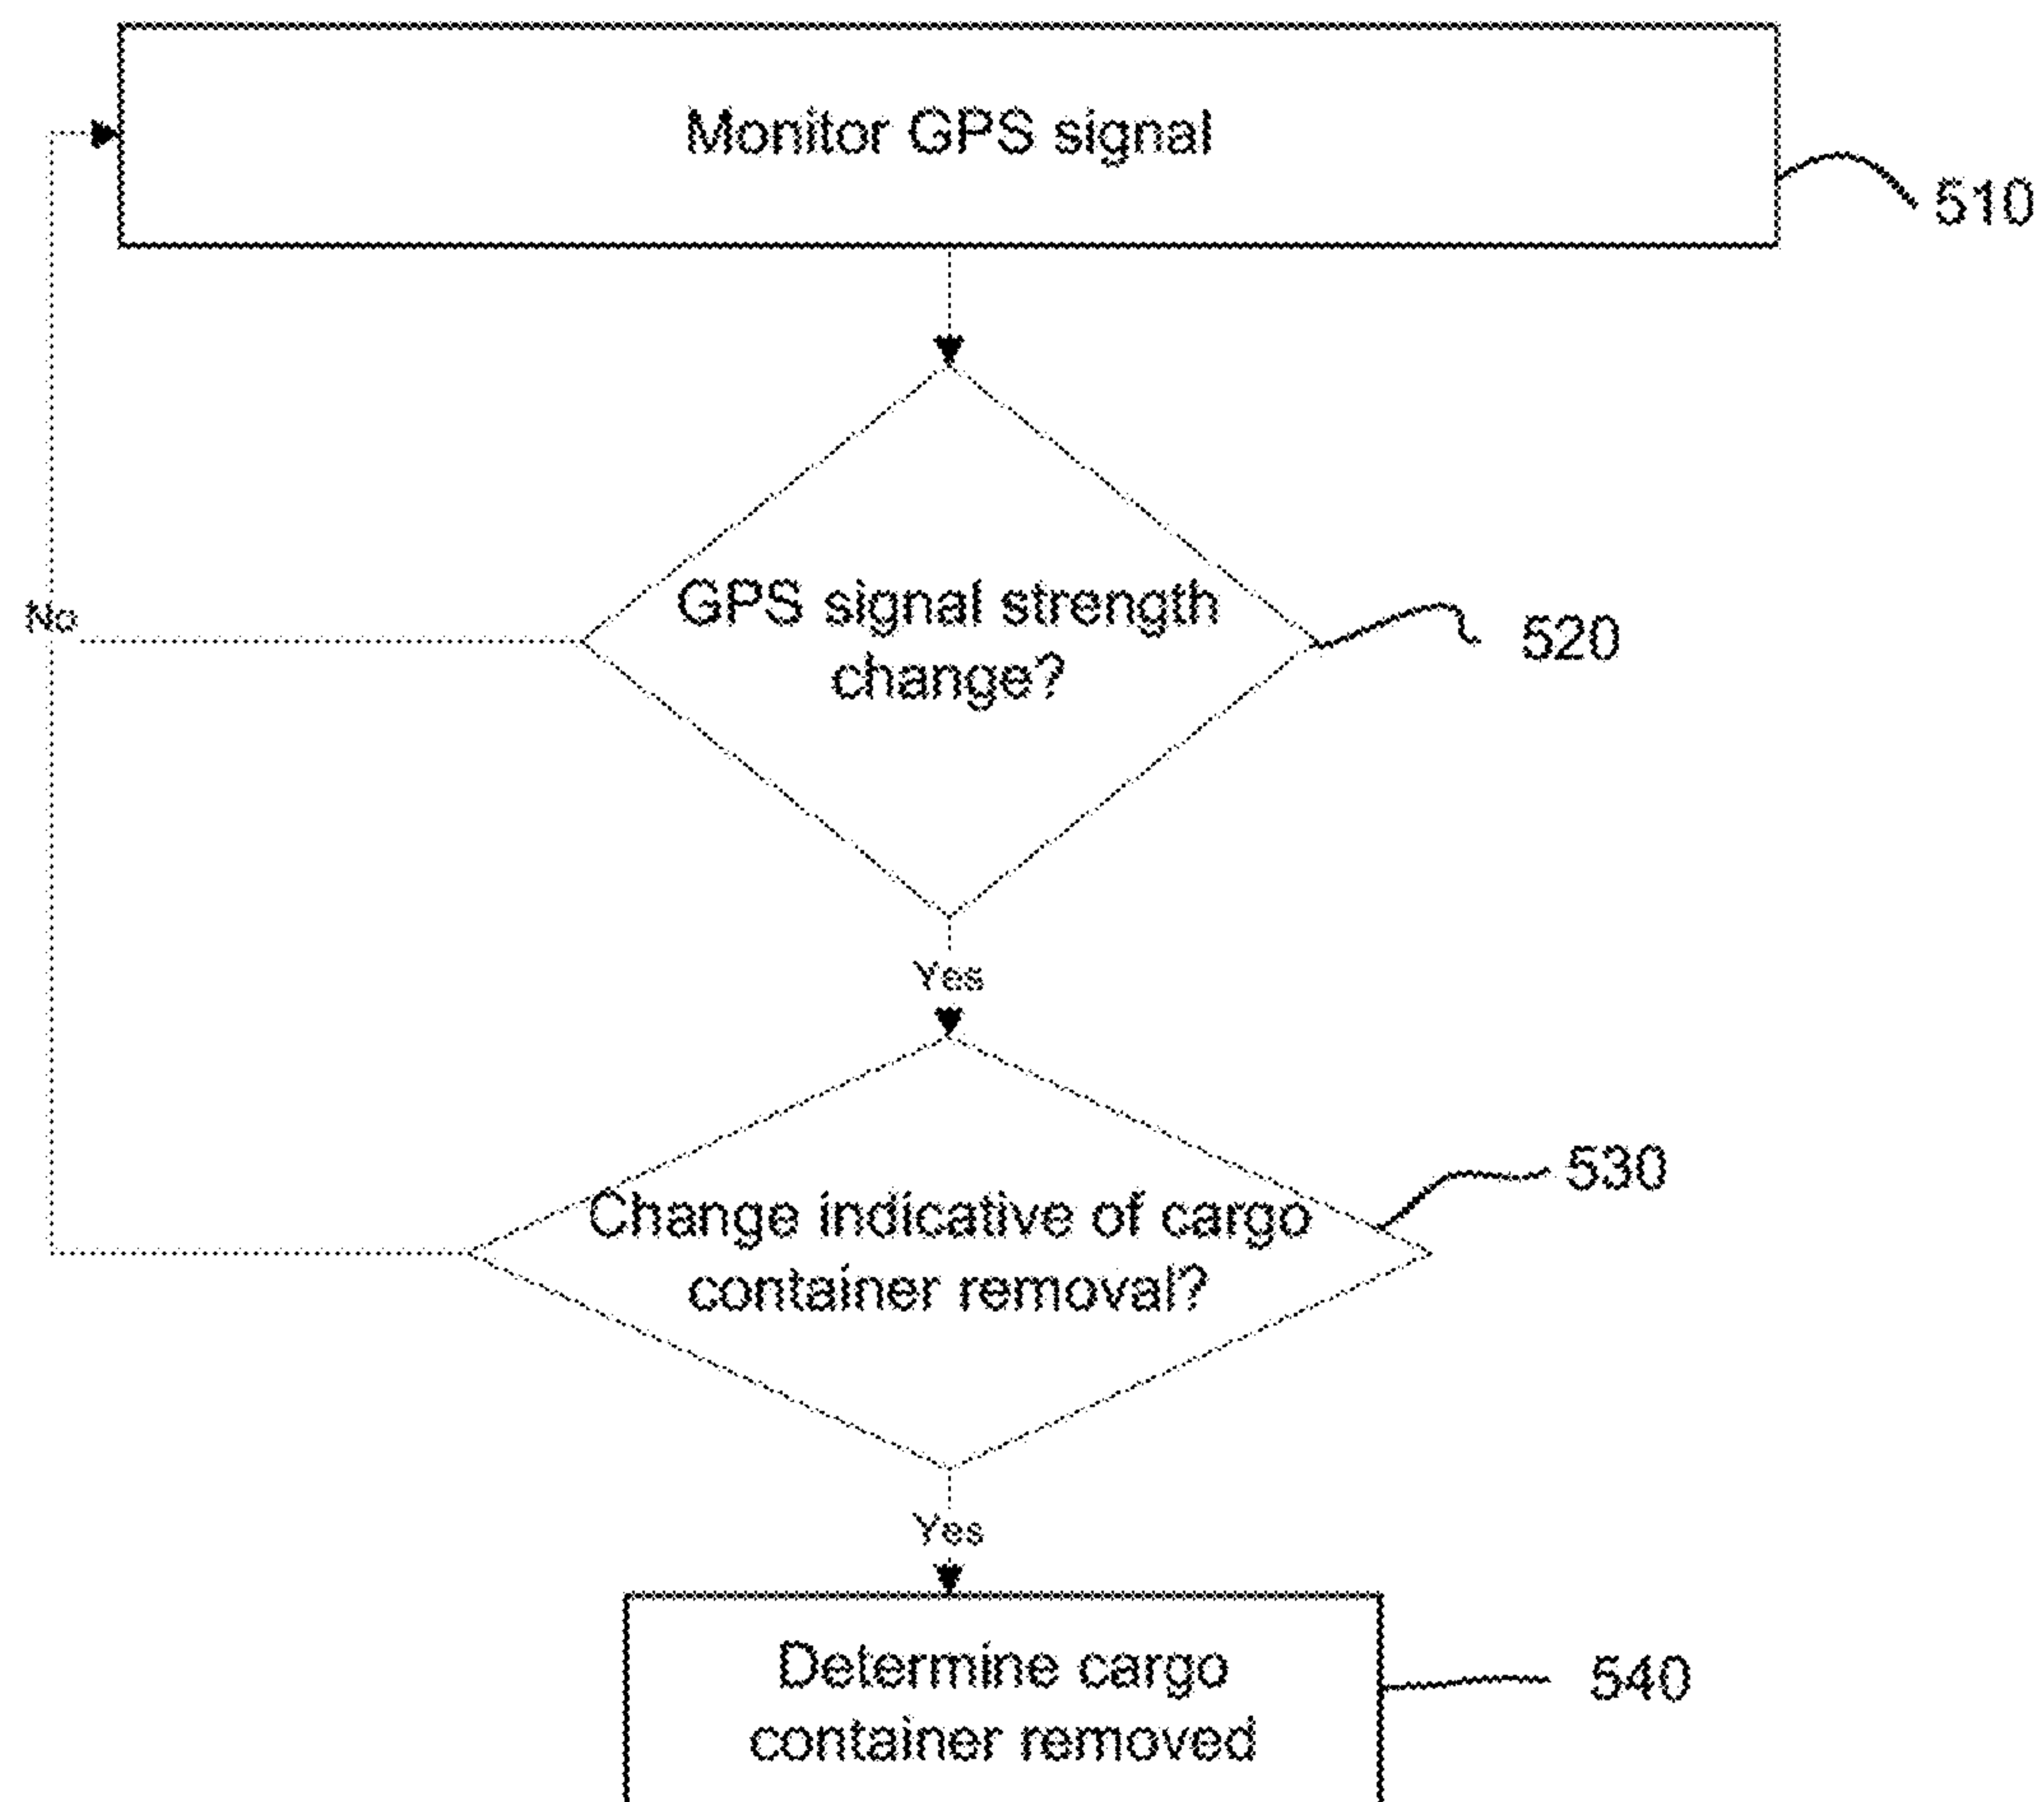 Monitor GPS signal
510
GPS signal strength
change?
520
No
Yes
Change indicative of cargo
container removal?
530
Yes
Determine cargo
container removed
540